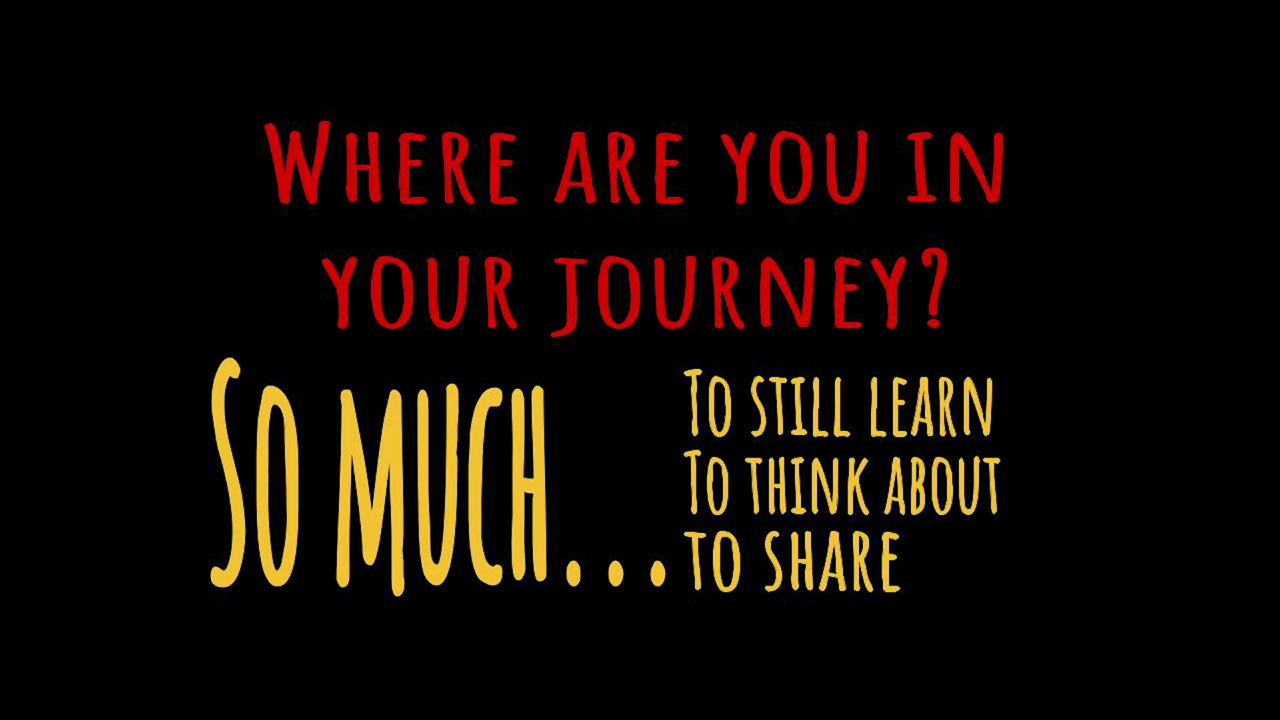 Where are you in
your journey?
So much...
To still learn
To think about
to share